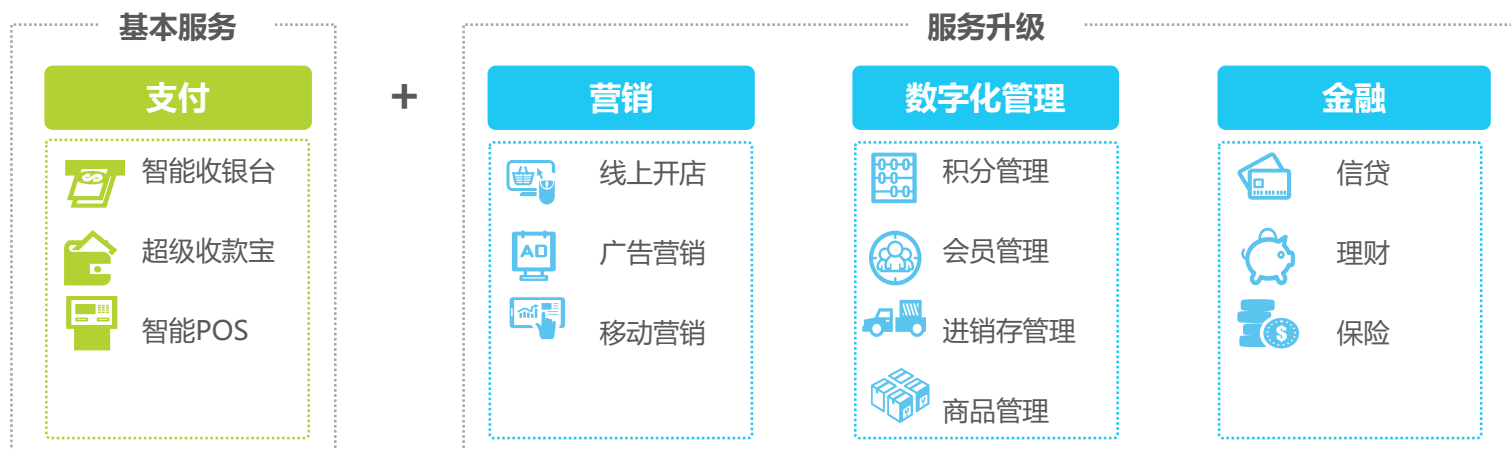 基本服务
支付
智能收银台
超级收款宝
智能POS
+
服务升级
营销
线上开店
AD
广告营销
移动营销
数字化管理
积分管理
会员管理
进销存管理
商品管理
金融
信贷
理财
$
保险